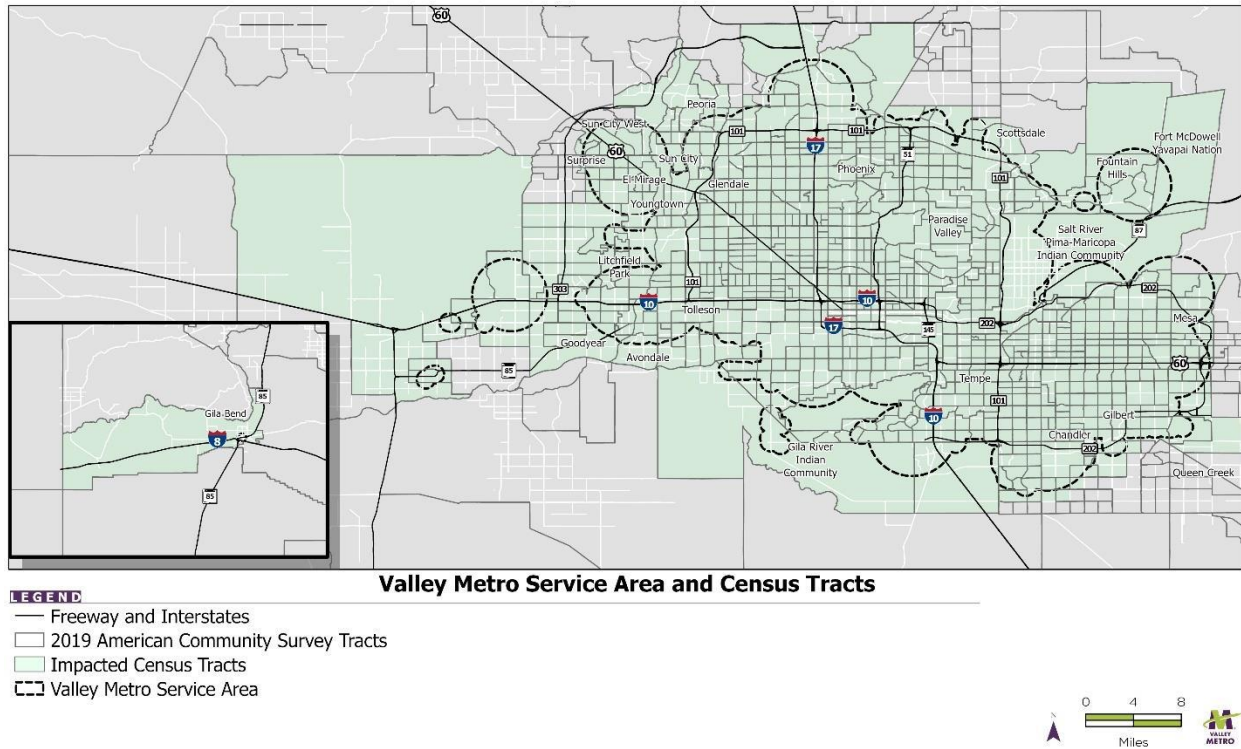 60
Peoria
Sun City West
101
101
Scottsdale
Fort McDowell
Yavapai Nation
60
17
51
Surprise
Sun City
Phoenix
Fountain
Hills
El Mirage
Glendale
101
Youngtown
Paradise
Valley
Salt River
Pima-Maricopa
Indian Community
87
Litchfield
Park
303
101
10
10
202
Tolleson
17
145
202
Mesa
Goodyear
Avondale
85
60
Tempe
101
10
Gilbert
Chandler
202
Gila River
Indian
Community
Queen Creek
85
Gila Bend
8
85
Valley Metro Service Area and Census Tracts
LEGEND
Freeway and Interstates
2019 American Community Survey Tracts
Impacted Census Tracts
Valley Metro Service Area
N
0 4 8
Miles
VALLEY
METRO